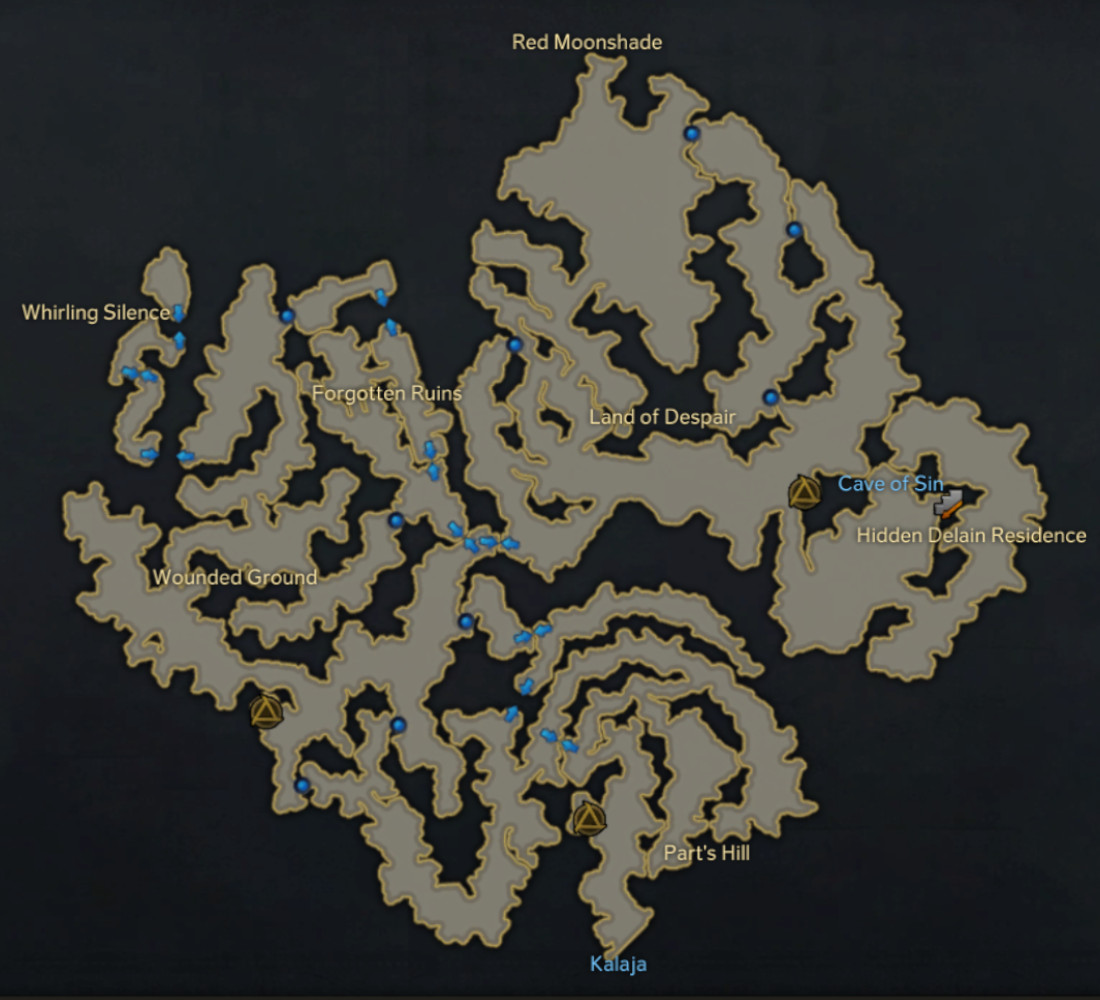 Red Moonshade
Whirling Silence
Forgotten Ruins
Land of Despair
Cave of Sin
Hidden Delain Residence
Wounded Ground
Part's Hill
Kalaja